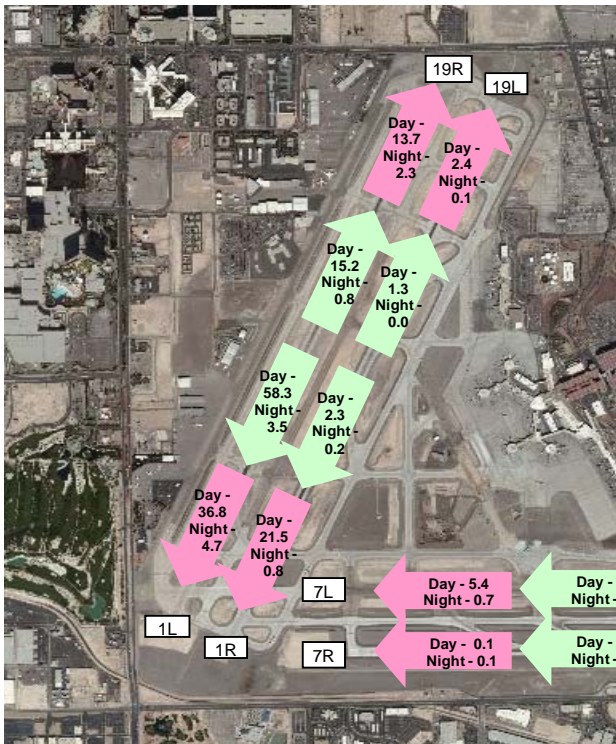 19R
19L
Day -
13.7
Night -
2.3
Day -
2.4
Night -
0.1
Day -
15.2
Night -
0.8
Day -
1.3
Night -
0.0
Day -
58.3
Night -
3.5
Day -
2.3
Night -
0.2
Day -
36.8
Night -
4.7
Day -
21.5
Night -
0.8
7L
Day - 5.4
Night - 0.7
Day -
Night -
1L
1R
7R
Day - 0.1
Night - 0.1
Day -
Night -